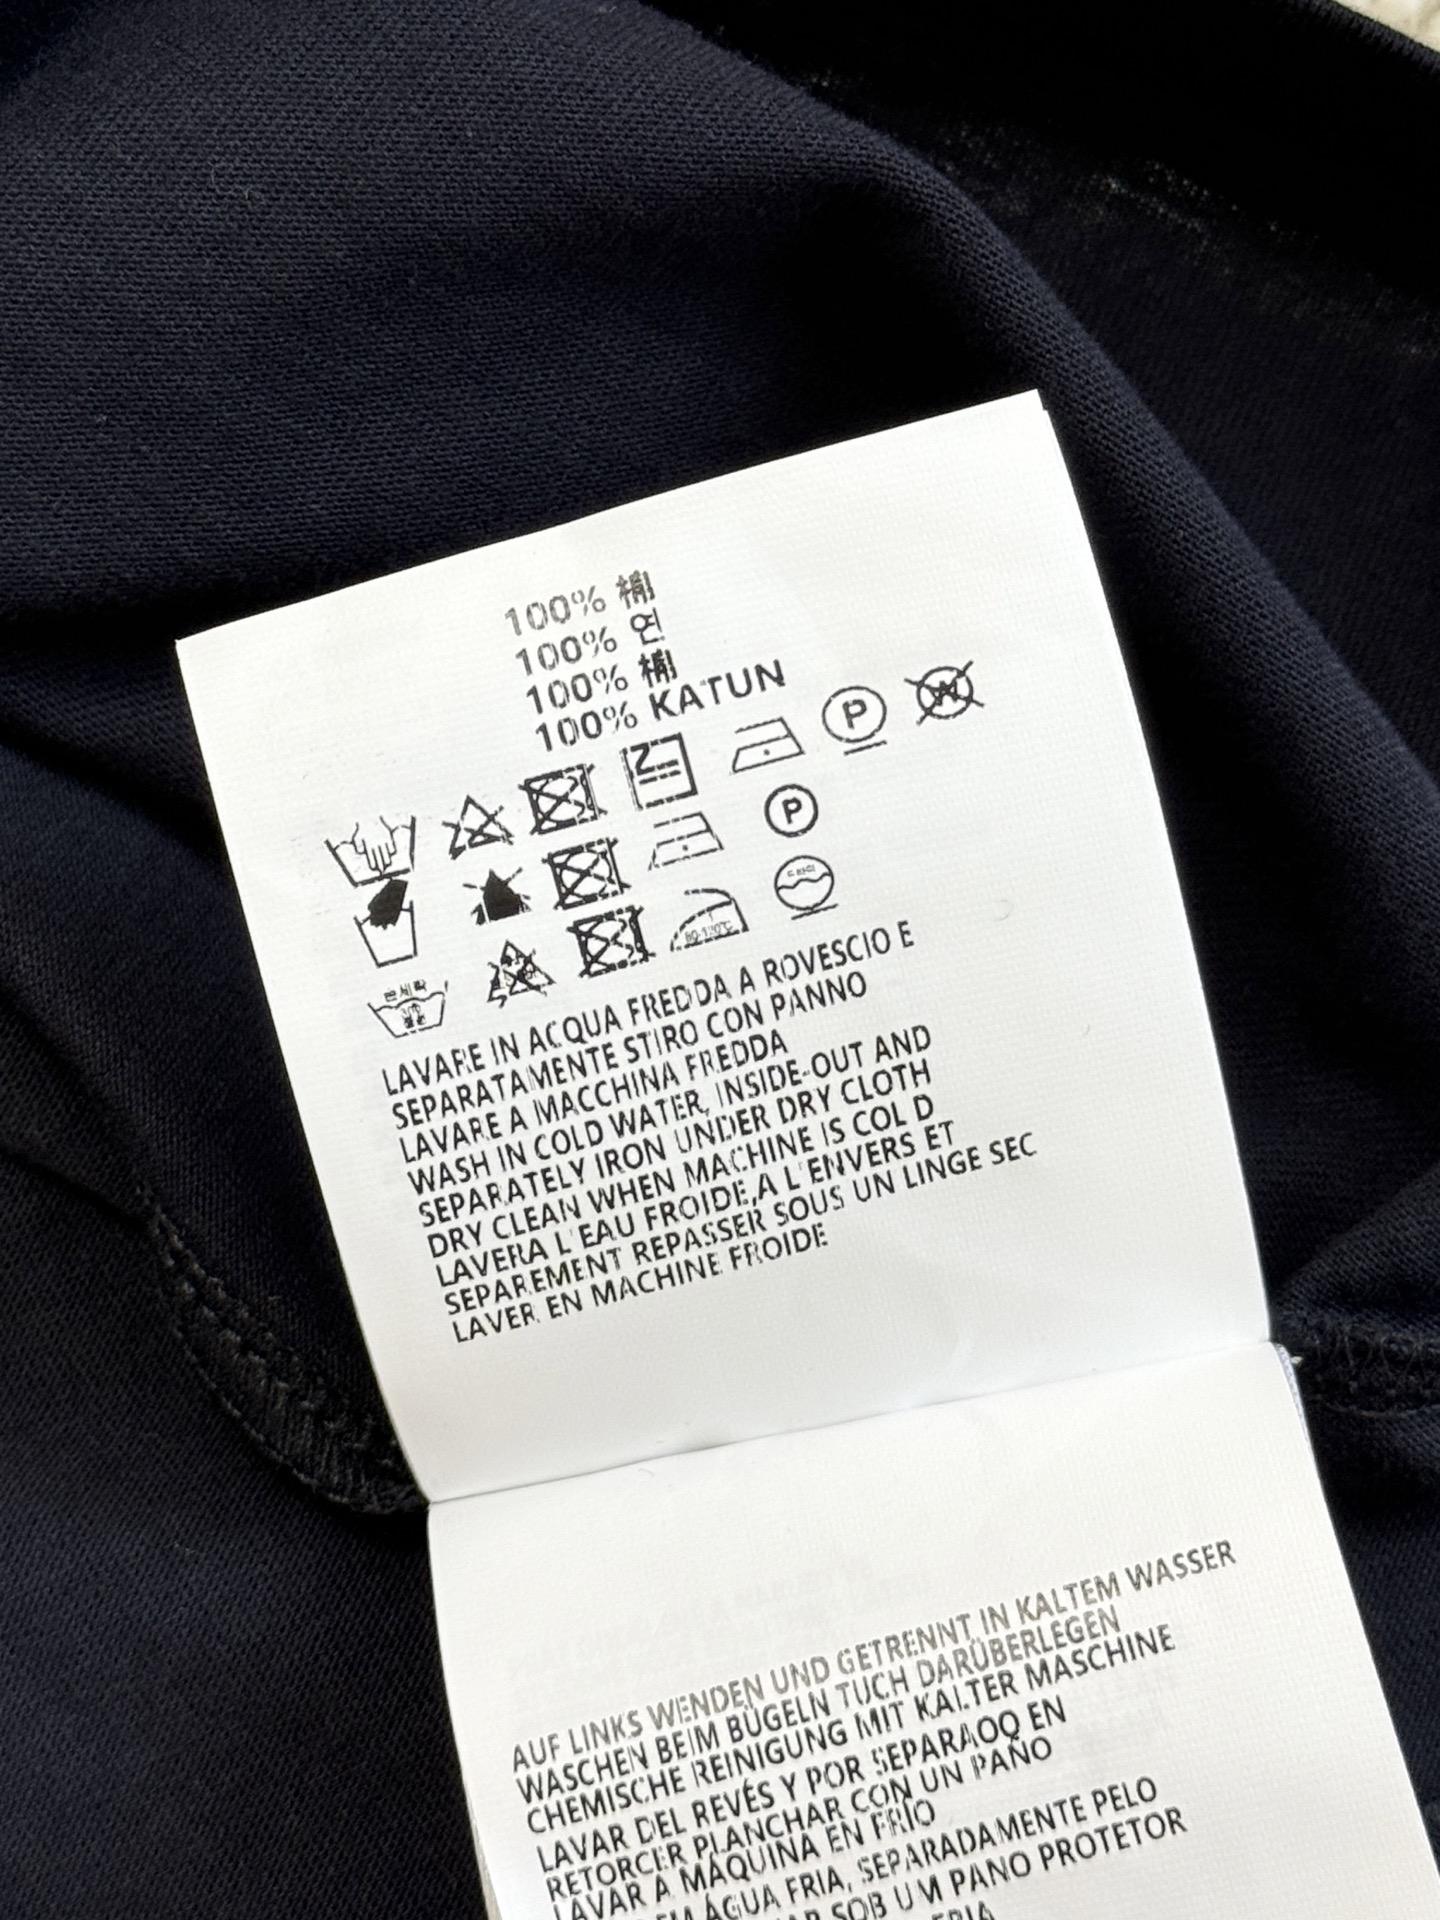 100% 棉
100% 면
100% 棉
100% KATUN
P
P
80-120℃
LAVARE IN ACQUA FREDDA A ROVESCIO E
SEPARATAMENTE STIRO CON PANNO
LAVARE A MACCHINA FREDDA
WASH IN COLD WATER, INSIDE-OUT AND
SEPARATELY IRON UNDER DRY CLOTH
DRY CLEAN WHEN MACHINE IS COL D
LAVERA L'EAU FROIDE,A L'ENVERS ET
SEPAREMENT REPASSER SOUS UN LINGE SEC
LAVER EN MACHINE FROIDE
AUF LINKS WENDEN UND GETRENNT IN KALTEM WASSER
WASCHEN BEIM BÜGELN TUCH DARÜBERLEGEN
CHEMISCHE REINIGUNG MIT KALTER MASCHINE
LAVAR DEL REVÉS Y POR SEPARAOQ EN
RETORCER PLANCHAR CON UN PAÑO
LAVAR A MÁQUINA EN FRÍO
ÁGUA FRIA, SEPARADAMENTE PELO
SOB UM PANO PROTETOR